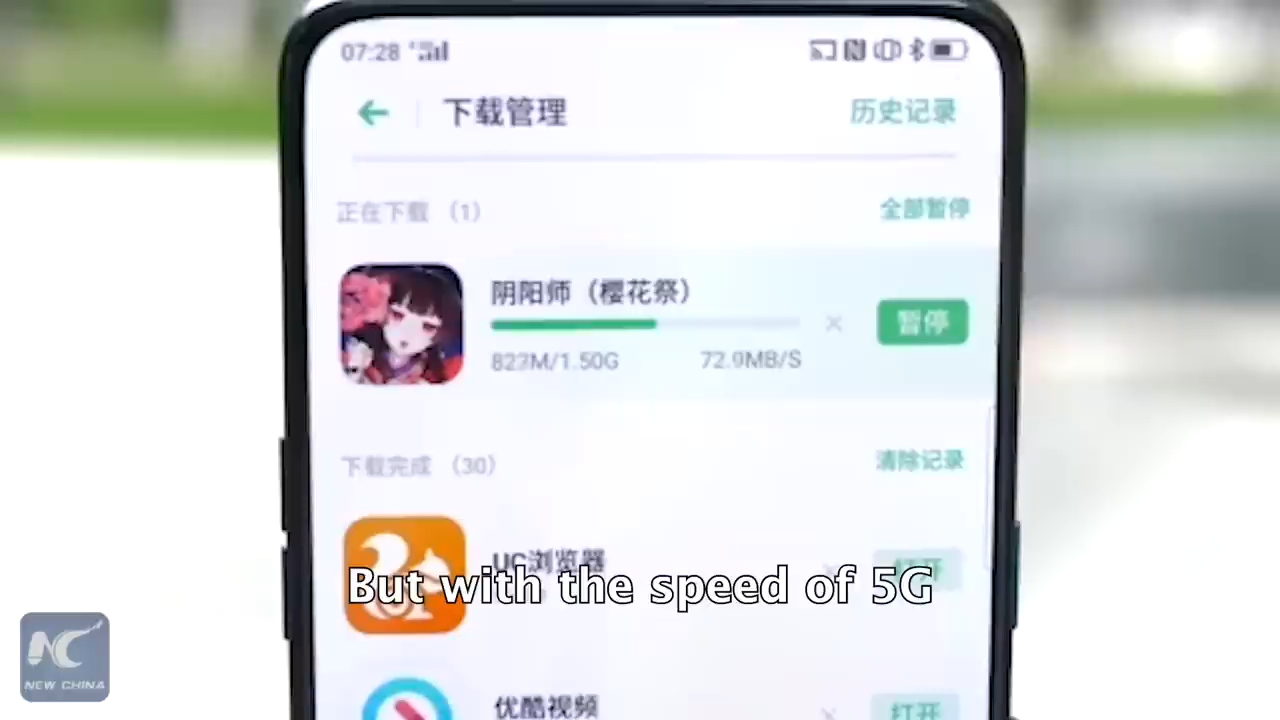 07:28
下载管理
历史记录
正在下载 (1)
全部暂停
阴阳师（樱花祭）
暂停
823M/1.50G
72.9MB/S
下载完成 (30)
清除记录
UC浏览器
打开
But with the speed of 5G
优酷视频
打开
NEW CHINA